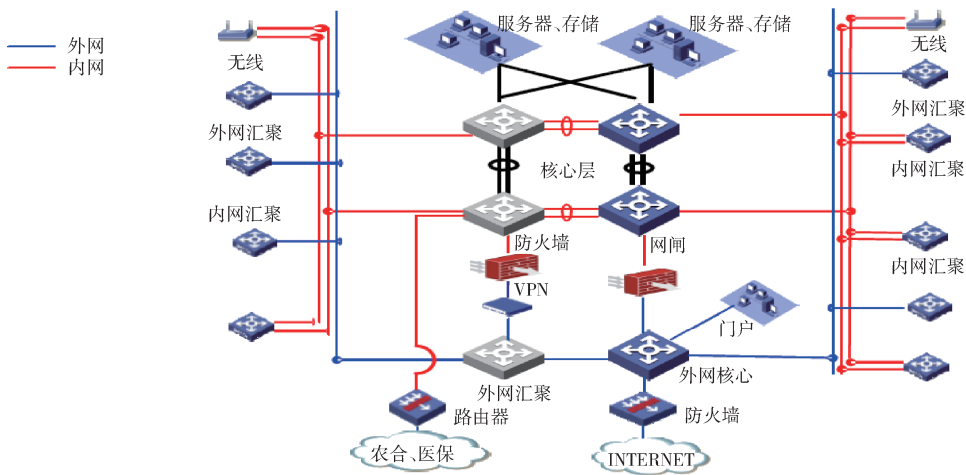 外网
内网
服务器、存储
服务器、存储
无线
无线
外网汇聚
外网汇聚
核心层
内网汇聚
内网汇聚
防火墙
网闸
内网汇聚
VPN
门户
外网汇聚
外网核心
路由器
防火墙
农合、医保
INTERNET